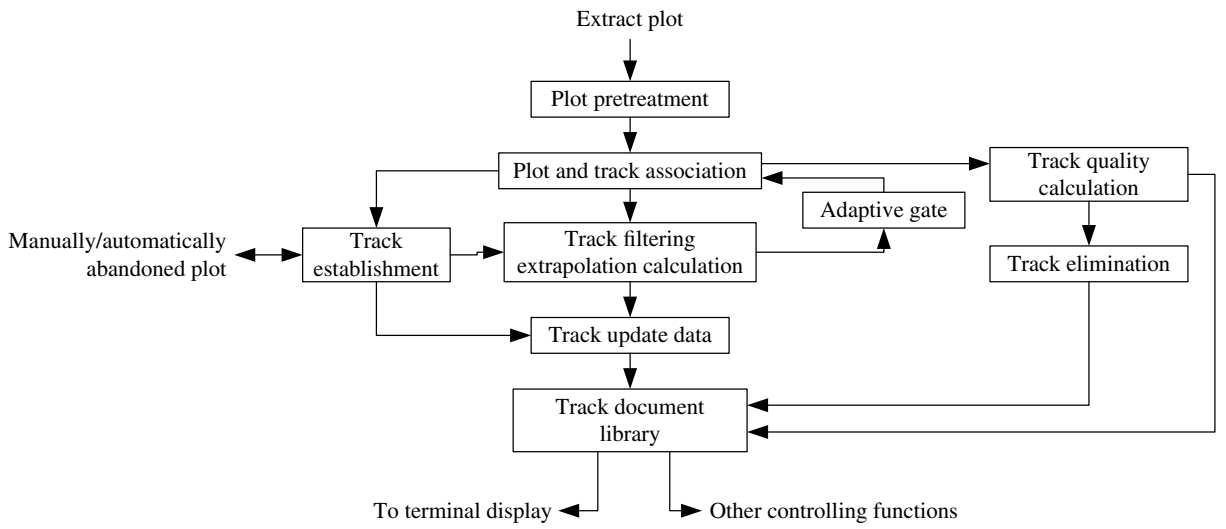 Extract plot
Plot pretreatment
Plot and track association
Track quality
calculation
Adaptive gate
Manually/automatically
abandoned plot
Track
establishment
Track filtering
extrapolation calculation
Track elimination
Track update data
Track document
library
To terminal display
Other controlling functions